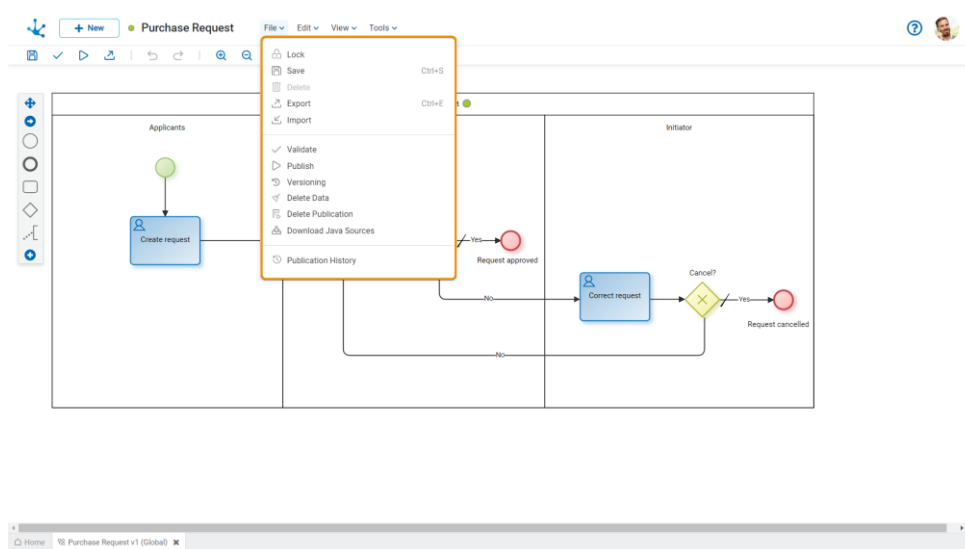 + New
Purchase Request
File
Edit
View
Tools
Lock
Save Ctrl+S
Delete
Export Ctrl+E
Import
Validate
Publish
Versioning
Delete Data
Delete Publication
Download Java Sources
Publication History
Applicants
Initiator
Create request
Yes
Request approved
No
Correct request
Cancel?
Yes
Request cancelled
No
Home
Purchase Request v1 (Global)